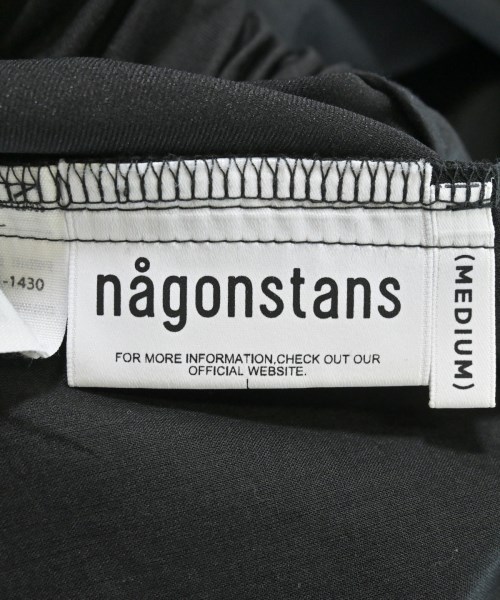 -1430
någonstans
FOR MORE INFORMATION,CHECK OUT OUR
OFFICIAL WEBSITE.
(MEDIUM)